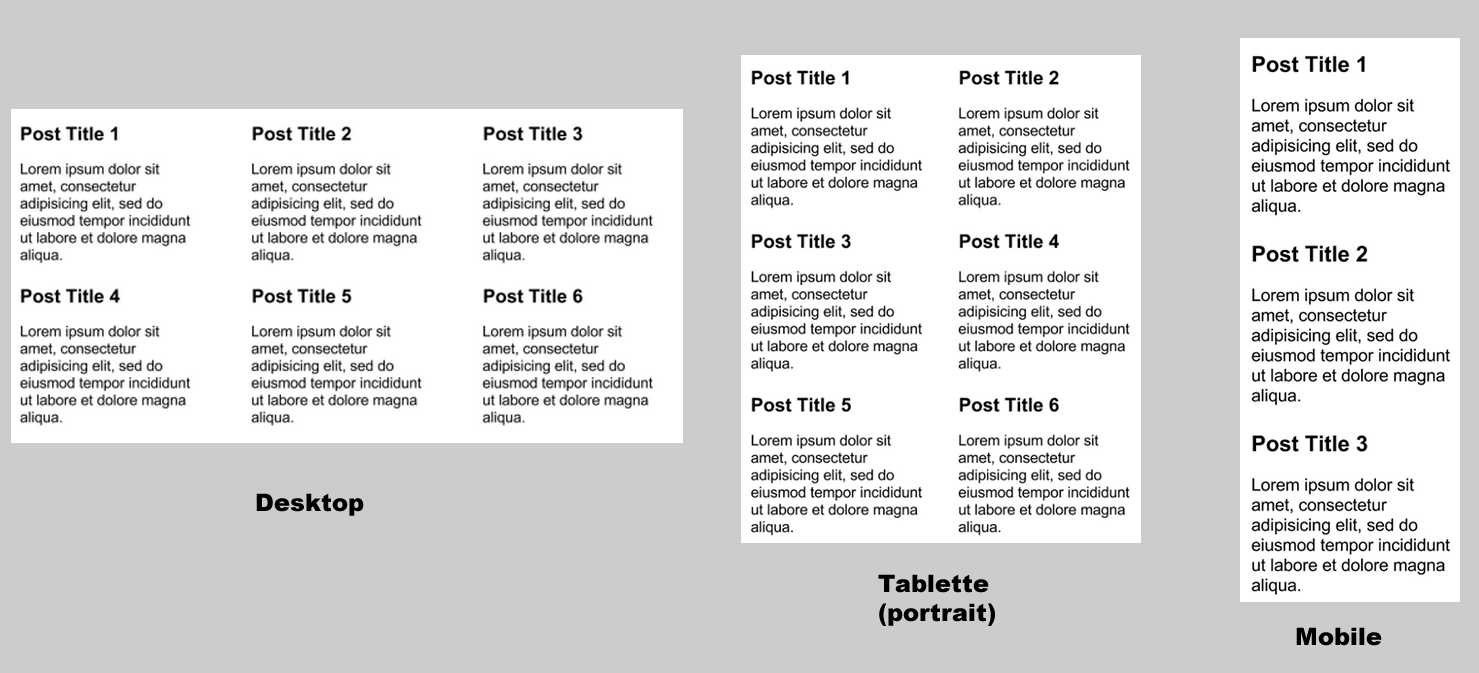 Post Title 1
Lorem ipsum dolor sit
amet, consectetur
adipisicing elit, sed do
eiusmod tempor incididunt
ut labore et dolore magna
aliqua.
Post Title 2
Lorem ipsum dolor sit
amet, consectetur
adipisicing elit, sed do
eiusmod tempor incididunt
ut labore et dolore magna
aliqua.
Post Title 3
Lorem ipsum dolor sit
amet, consectetur
adipisicing elit, sed do
eiusmod tempor incididunt
ut labore et dolore magna
aliqua.
Post Title 4
Lorem ipsum dolor sit
amet, consectetur
adipisicing elit, sed do
eiusmod tempor incididunt
ut labore et dolore magna
aliqua.
Post Title 5
Lorem ipsum dolor sit
amet, consectetur
adipisicing elit, sed do
eiusmod tempor incididunt
ut labore et dolore magna
aliqua.
Post Title 6
Lorem ipsum dolor sit
amet, consectetur
adipisicing elit, sed do
eiusmod tempor incididunt
ut labore et dolore magna
aliqua.
Desktop
Post Title 1
Lorem ipsum dolor sit
amet, consectetur
adipisicing elit, sed do
eiusmod tempor incididunt
ut labore et dolore magna
aliqua.
Post Title 2
Lorem ipsum dolor sit
amet, consectetur
adipisicing elit, sed do
eiusmod tempor incididunt
ut labore et dolore magna
aliqua.
Post Title 3
Lorem ipsum dolor sit
amet, consectetur
adipisicing elit, sed do
eiusmod tempor incididunt
ut labore et dolore magna
aliqua.
Post Title 4
Lorem ipsum dolor sit
amet, consectetur
adipisicing elit, sed do
eiusmod tempor incididunt
ut labore et dolore magna
aliqua.
Post Title 5
Lorem ipsum dolor sit
amet, consectetur
adipisicing elit, sed do
eiusmod tempor incididunt
ut labore et dolore magna
aliqua.
Post Title 6
Lorem ipsum dolor sit
amet, consectetur
adipisicing elit, sed do
eiusmod tempor incididunt
ut labore et dolore magna
aliqua.
Tablette
(portrait)
Post Title 1
Lorem ipsum dolor sit
amet, consectetur
adipisicing elit, sed do
eiusmod tempor incididunt
ut labore et dolore magna
aliqua.
Post Title 2
Lorem ipsum dolor sit
amet, consectetur
adipisicing elit, sed do
eiusmod tempor incididunt
ut labore et dolore magna
aliqua.
Post Title 3
Lorem ipsum dolor sit
amet, consectetur
adipisicing elit, sed do
eiusmod tempor incididunt
ut labore et dolore magna
aliqua.
Mobile